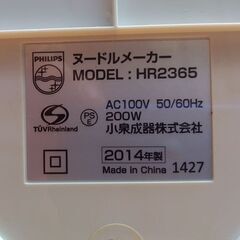 PHILIPS
ヌードルメーカー
MODEL : HR2365
TÜVRheinland
PS
E
AC100V 50/60Hz
200W
小泉成器株式会社
2014年製
Made in China 1427